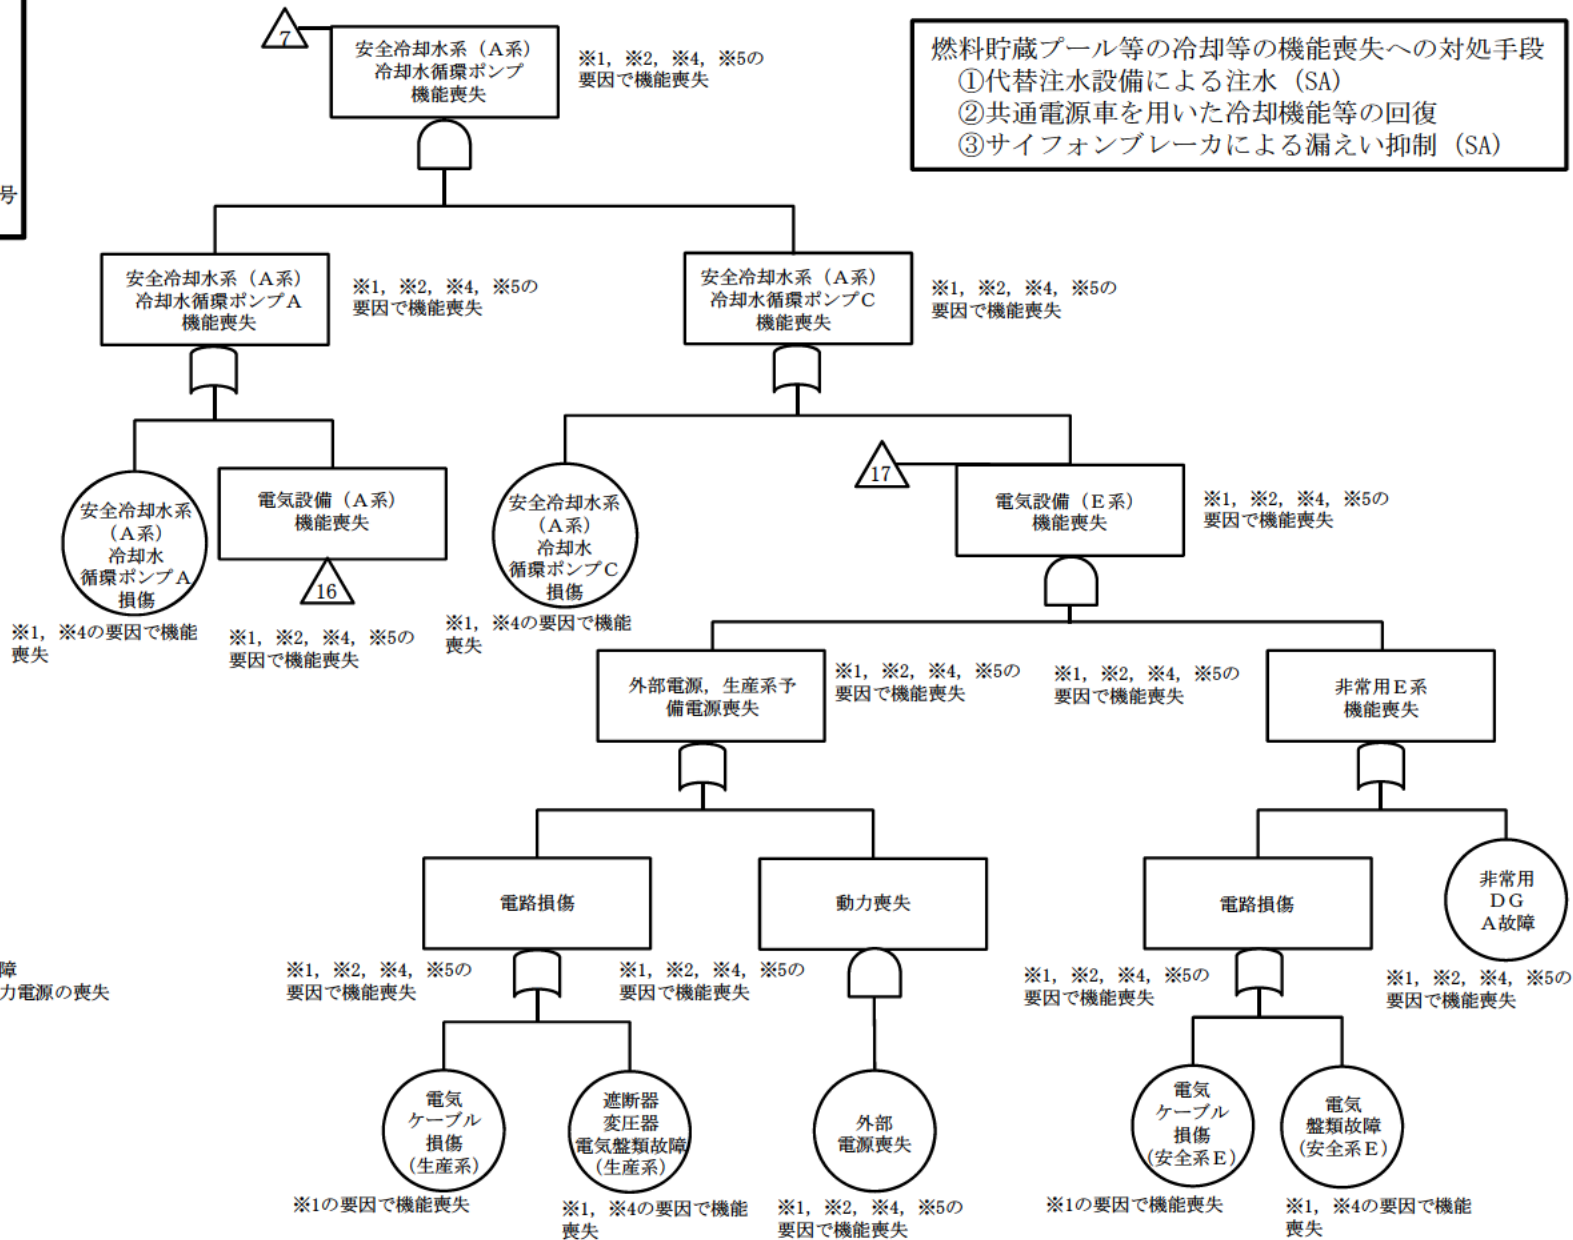 7
安全冷却水系（Ａ系）
冷却水循環ポンプ
機能喪失
※1, ※2, ※4, ※5の
要因で機能喪失
燃料貯蔵プール等の冷却等の機能喪失への対処手段
①代替注水設備による注水（SA）
②共通電源車を用いた冷却機能等の回復
③サイフォンブレーカによる漏えい抑制（SA）
号
安全冷却水系（Ａ系）
冷却水循環ポンプＡ
機能喪失
※1, ※2, ※4, ※5の
要因で機能喪失
安全冷却水系（Ａ系）
冷却水循環ポンプＣ
機能喪失
※1, ※2, ※4, ※5の
要因で機能喪失
安全冷却水系
（Ａ系）
冷却水
循環ポンプＡ
損傷
※1, ※4の要因で機能
喪失
電気設備（Ａ系）
機能喪失
16
※1, ※2, ※4, ※5の
要因で機能喪失
安全冷却水系
（Ａ系）
冷却水
循環ポンプＣ
損傷
※1, ※4の要因で機能
喪失
17
電気設備（Ｅ系）
機能喪失
※1, ※2, ※4, ※5の
要因で機能喪失
外部電源，生産系予
備電源喪失
※1, ※2, ※4, ※5の
要因で機能喪失
※1, ※2, ※4, ※5の
要因で機能喪失
非常用Ｅ系
機能喪失
電路損傷
※1, ※2, ※4, ※5の
要因で機能喪失
動力喪失
※1, ※2, ※4, ※5の
要因で機能喪失
電路損傷
※1, ※2, ※4, ※5の
要因で機能喪失
非常用
ＤＧ
Ａ故障
※1, ※2, ※4, ※5の
要因で機能喪失
障
力電源の喪失
電気
ケーブル
損傷
(生産系)
※1の要因で機能喪失
遮断器
変圧器
電気盤類故障
(生産系)
※1, ※4の要因で機能
喪失
外部
電源喪失
※1, ※2, ※4, ※5の
要因で機能喪失
電気
ケーブル
損傷
(安全系Ｅ)
※1の要因で機能喪失
電気
盤類故障
(安全系Ｅ)
※1, ※4の要因で機能
喪失